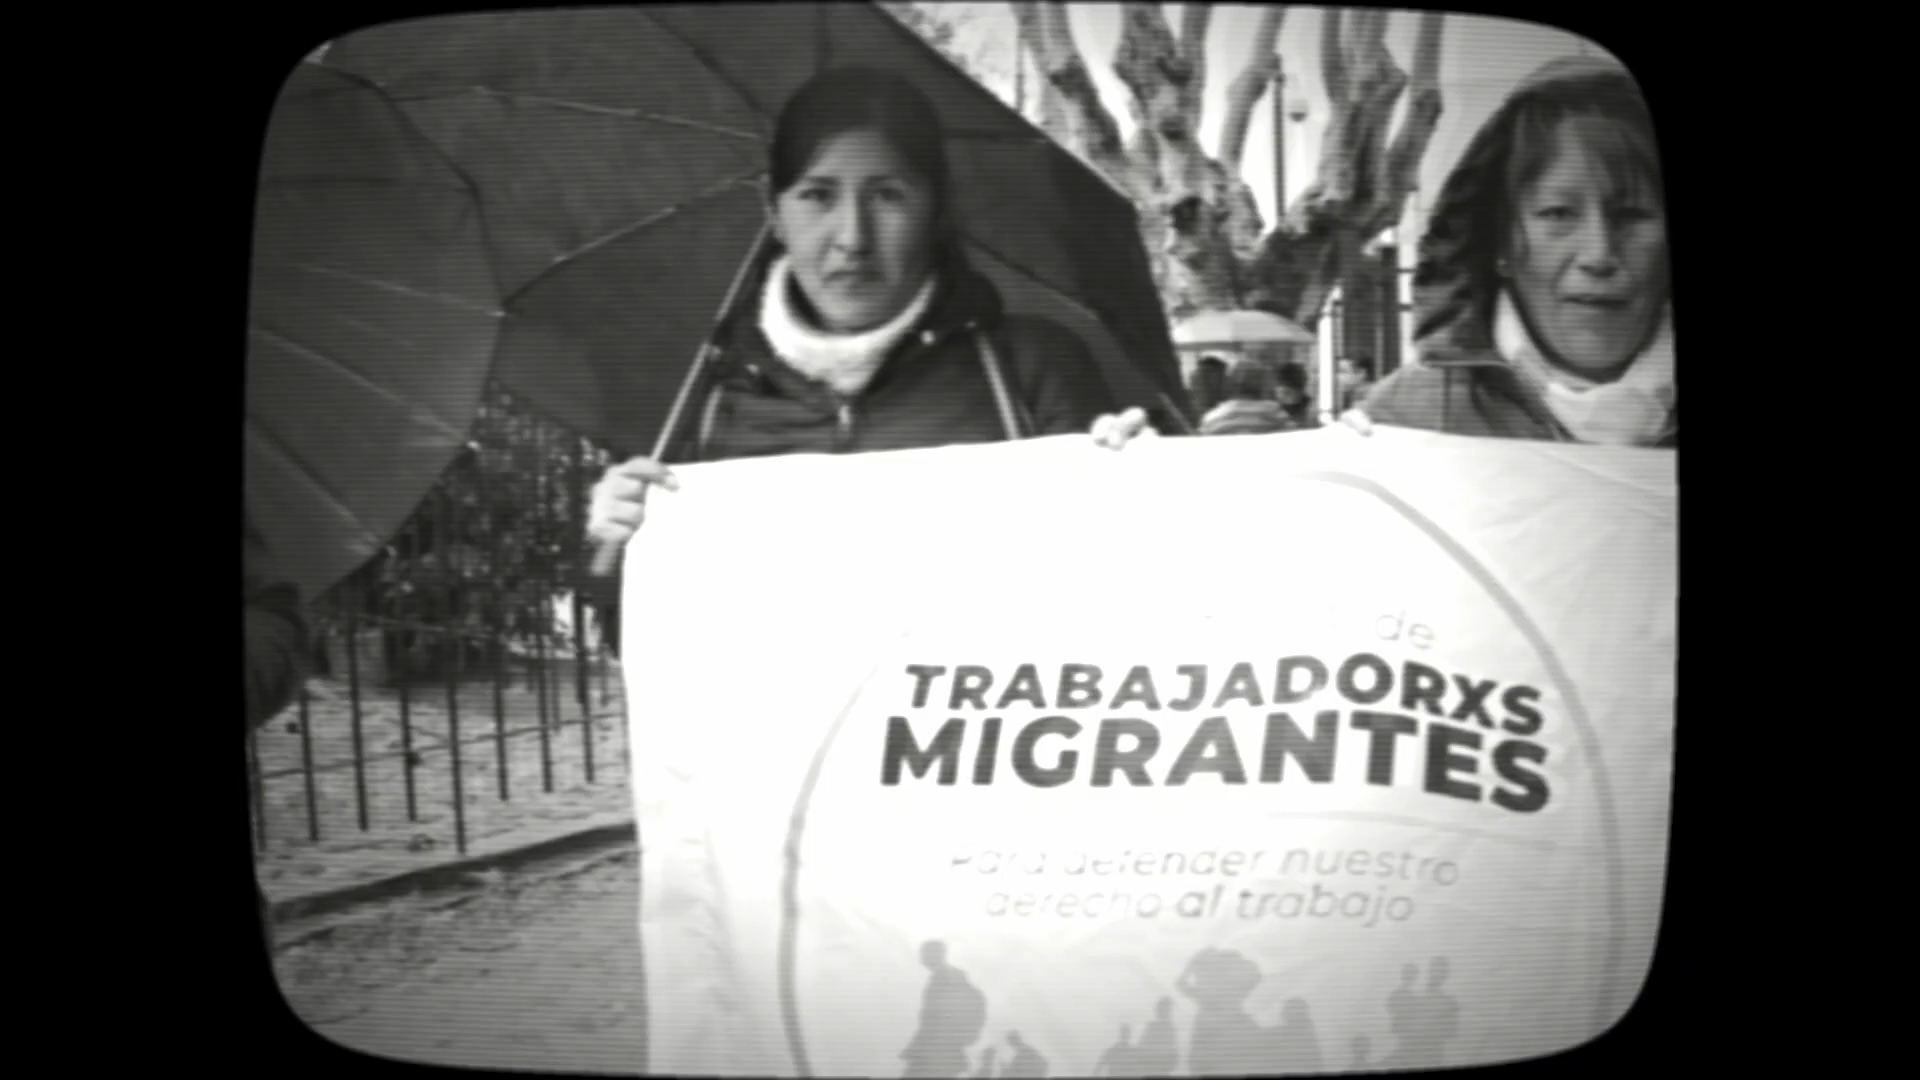 de
TRABAJADORXS
MIGRANTES
Para defender nuestro
derecho al trabajo